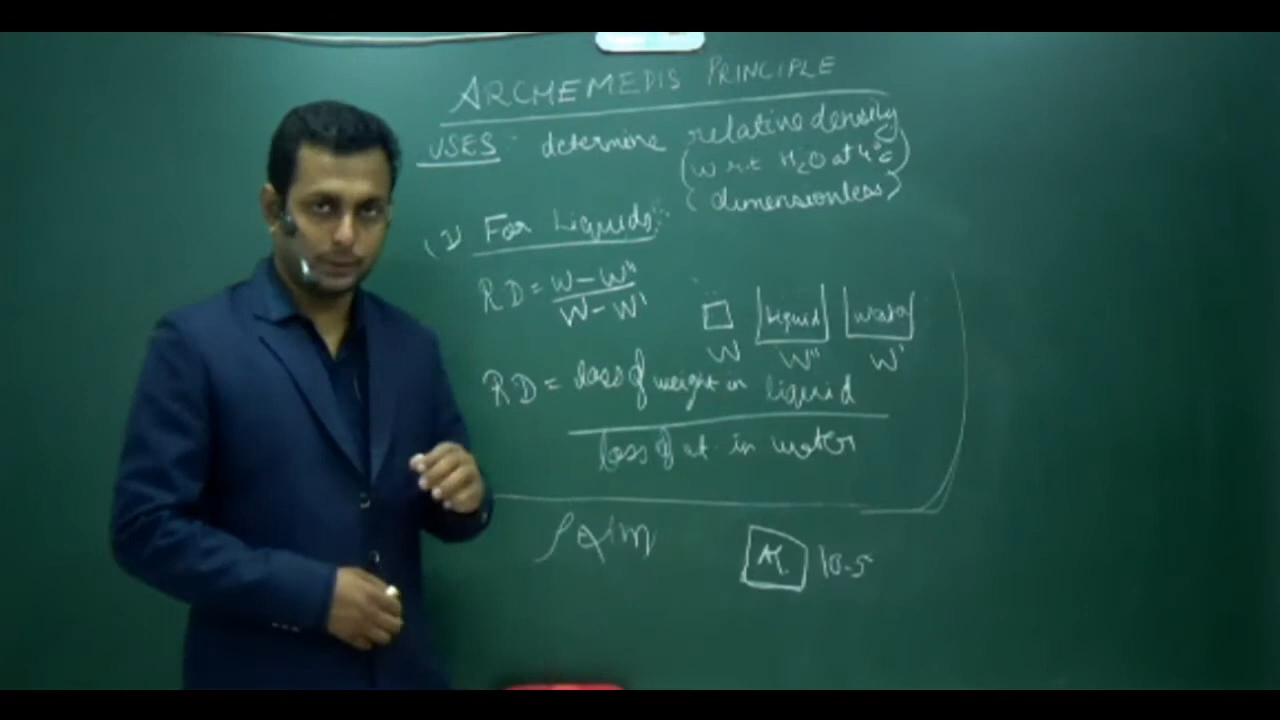 ARCHEMEDIS PRINCIPLE
USES: determine relative density
(w r.t H₂O at 4°c)
(dimensionless)
(1) For Liquids:
RD = W - W" / W - W'
Liquid water
W W" W'
RD = loss of weight in liquid
loss of wt. in water
10.5